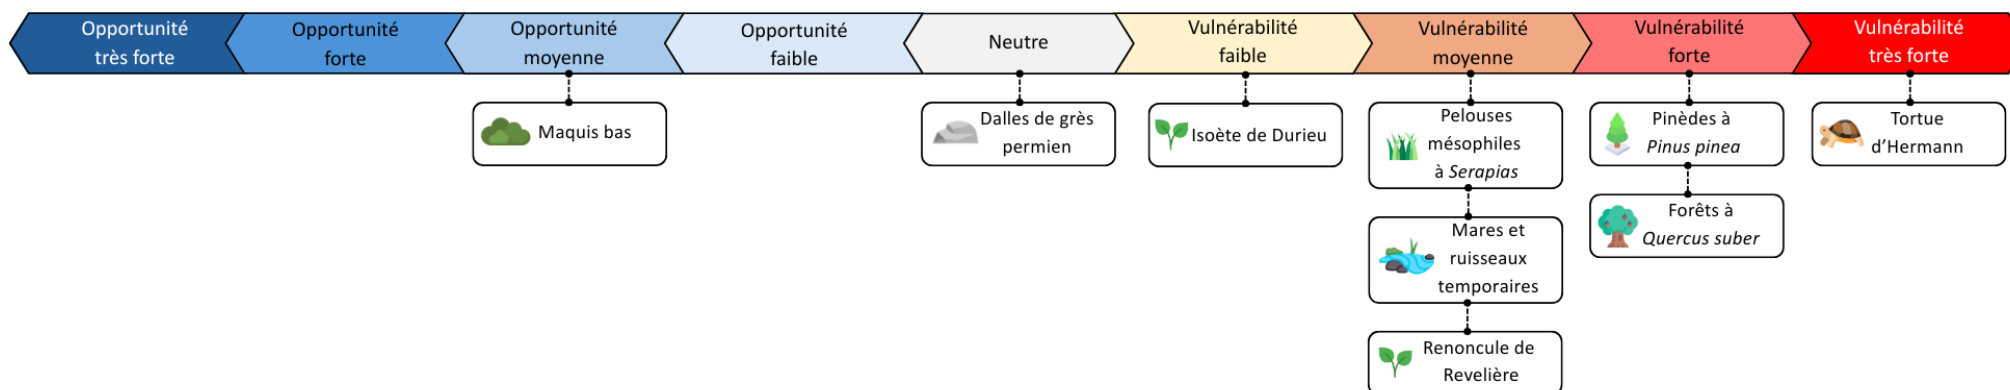 Opportunité
très forte
Opportunité
forte
Opportunité
moyenne
Opportunité
faible
Neutre
Vulnérabilité
faible
Vulnérabilité
moyenne
Vulnérabilité
forte
Vulnérabilité
très forte
Maquis bas
Dalles de grès
permien
Isoète de Durieu
Pelouses
mésophiles
à Serapias
Mares et
ruisseaux
temporaires
Renoncule de
Revelière
Pinèdes à
Pinus pinea
Forêts à
Quercus suber
Tortue
d’Hermann